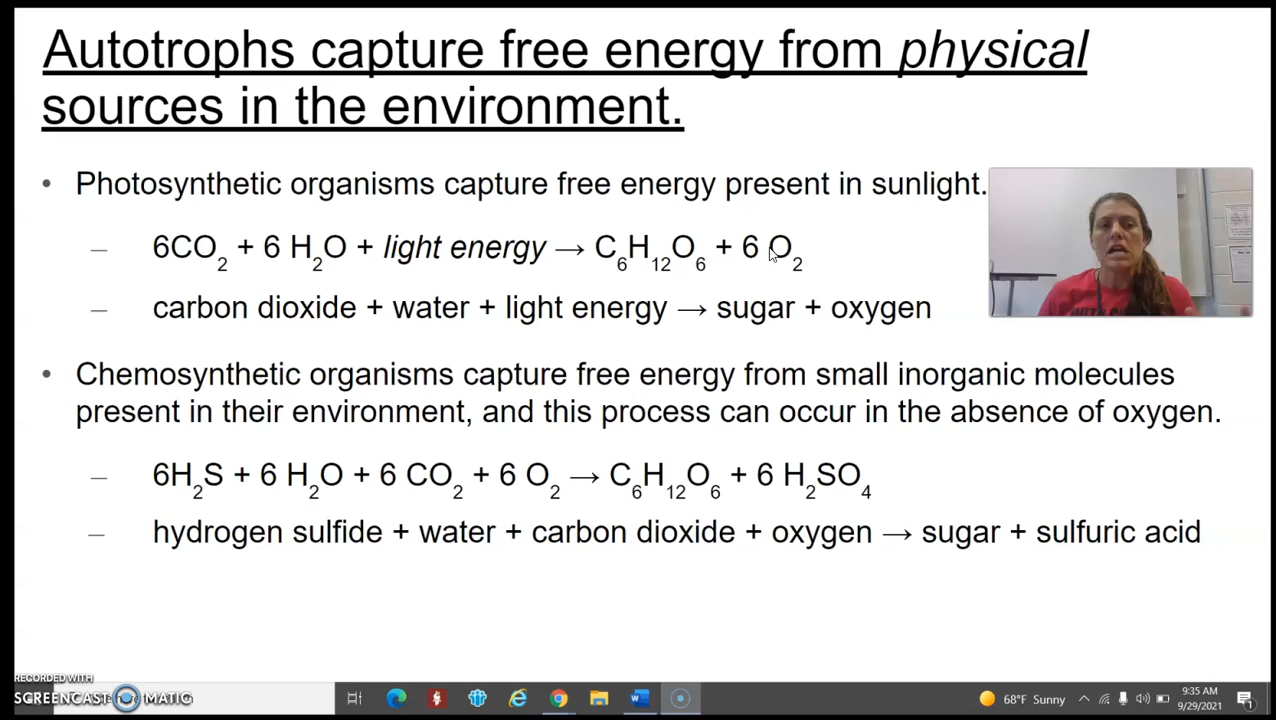 Autotrophs capture free energy from physical
sources in the environment.
• Photosynthetic organisms capture free energy present in sunlight.
– 6CO₂ + 6 H₂O + light energy → C₆H₁₂O₆ + 6 O₂
– carbon dioxide + water + light energy → sugar + oxygen
• Chemosynthetic organisms capture free energy from small inorganic molecules
present in their environment, and this process can occur in the absence of oxygen.
– 6H₂S + 6 H₂O + 6 CO₂ + 6 O₂ → C₆H₁₂O₆ + 6 H₂SO₄
– hydrogen sulfide + water + carbon dioxide + oxygen → sugar + sulfuric acid
RECORDED WITH
SCREENCAST MATIC
68°F Sunny
9:35 AM
9/29/2021
1